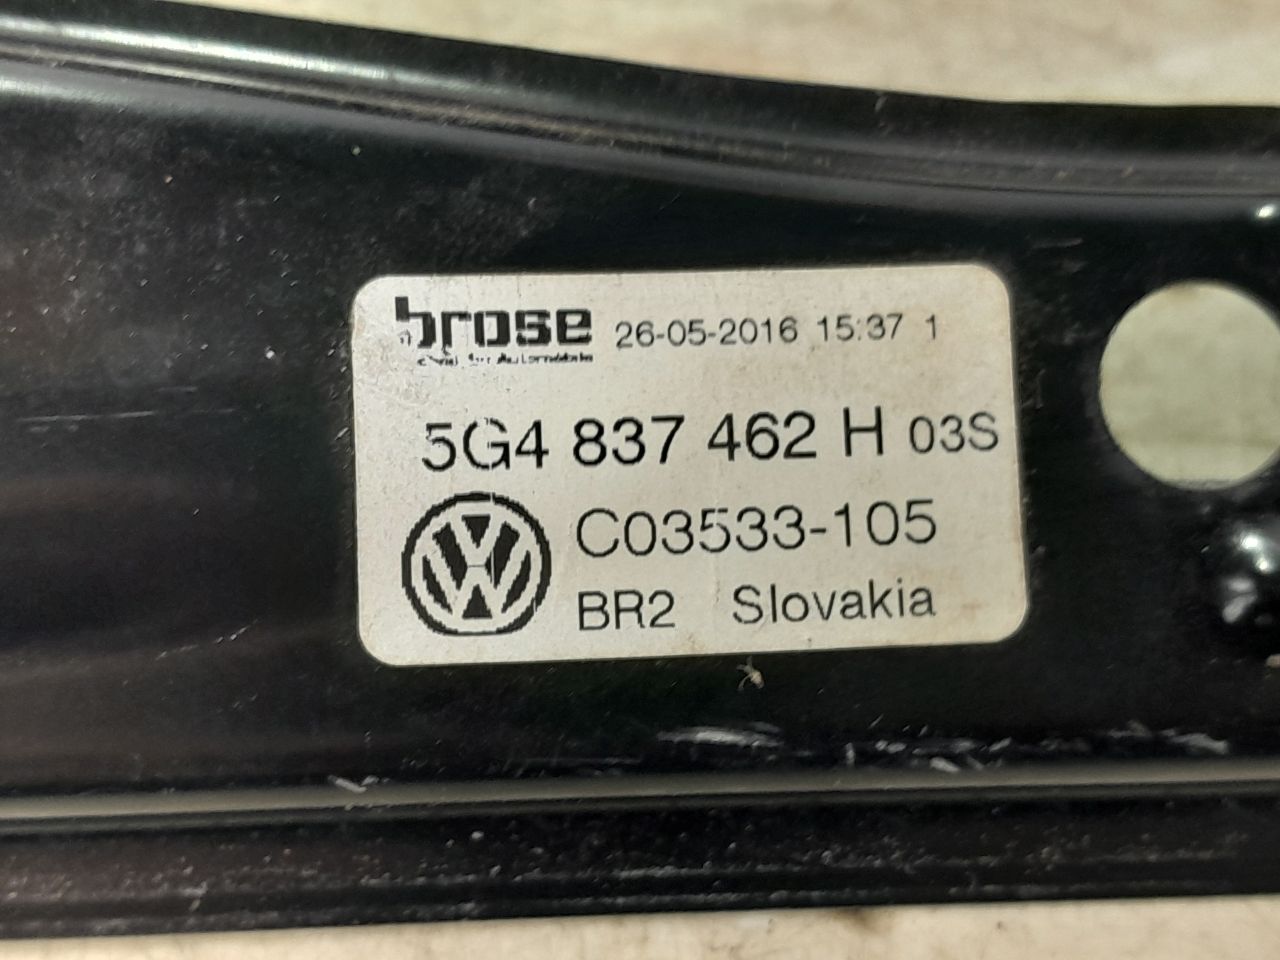 brose 26-05-2016 15:37 1
5G4 837 462 H 03S
C03533-105
BR2 Slovakia